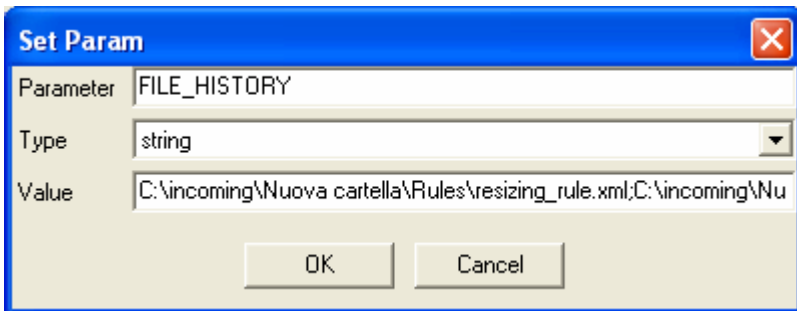 Set Param
Parameter FILE_HISTORY
Type string
Value C:\incoming\Nuova cartella\Rules\resizing_rule.xml;C:\incoming\Nu
OK Cancel